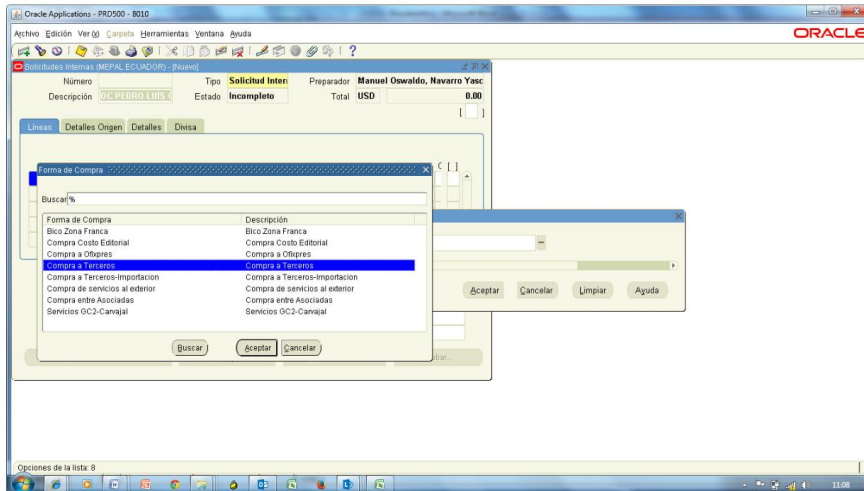 Oracle Applications - PRD500 - 8010
Archivo Edición Ver(x) Carpeta Herramientas Ventana Ayuda
ORACLE
Solicitudes Internas (MEPAL ECUADOR) - [Nuevo]
Número Tipo Solicitud Inter Preparador Manuel Oswaldo, Navarro Yasc
Descripción OC PEDRO LUIS Estado Incompleto Total USD 0.00
[ ]
Líneas Detalles Origen Detalles Divisa
C [ ]
Forma de Compra
Buscar %
Forma de Compra Descripción
Bico Zona Franca Bico Zona Franca
Compra Costo Editorial Compra Costo Editorial
Compra a Ofixpres Compra a Ofixpres
Compra a Terceros Compra a Terceros
Compra a Terceros-Importacion Compra a Terceros-Importacion
Compra de servicios al exterior Compra de servicios al exterior
Compra entre Asociadas Compra entre Asociadas
Servicios GC2-Carvajal Servicios GC2-Carvajal
Buscar Aceptar Cancelar
Aceptar Cancelar Limpiar Ayuda
Opciones de la lista: 8
11:08